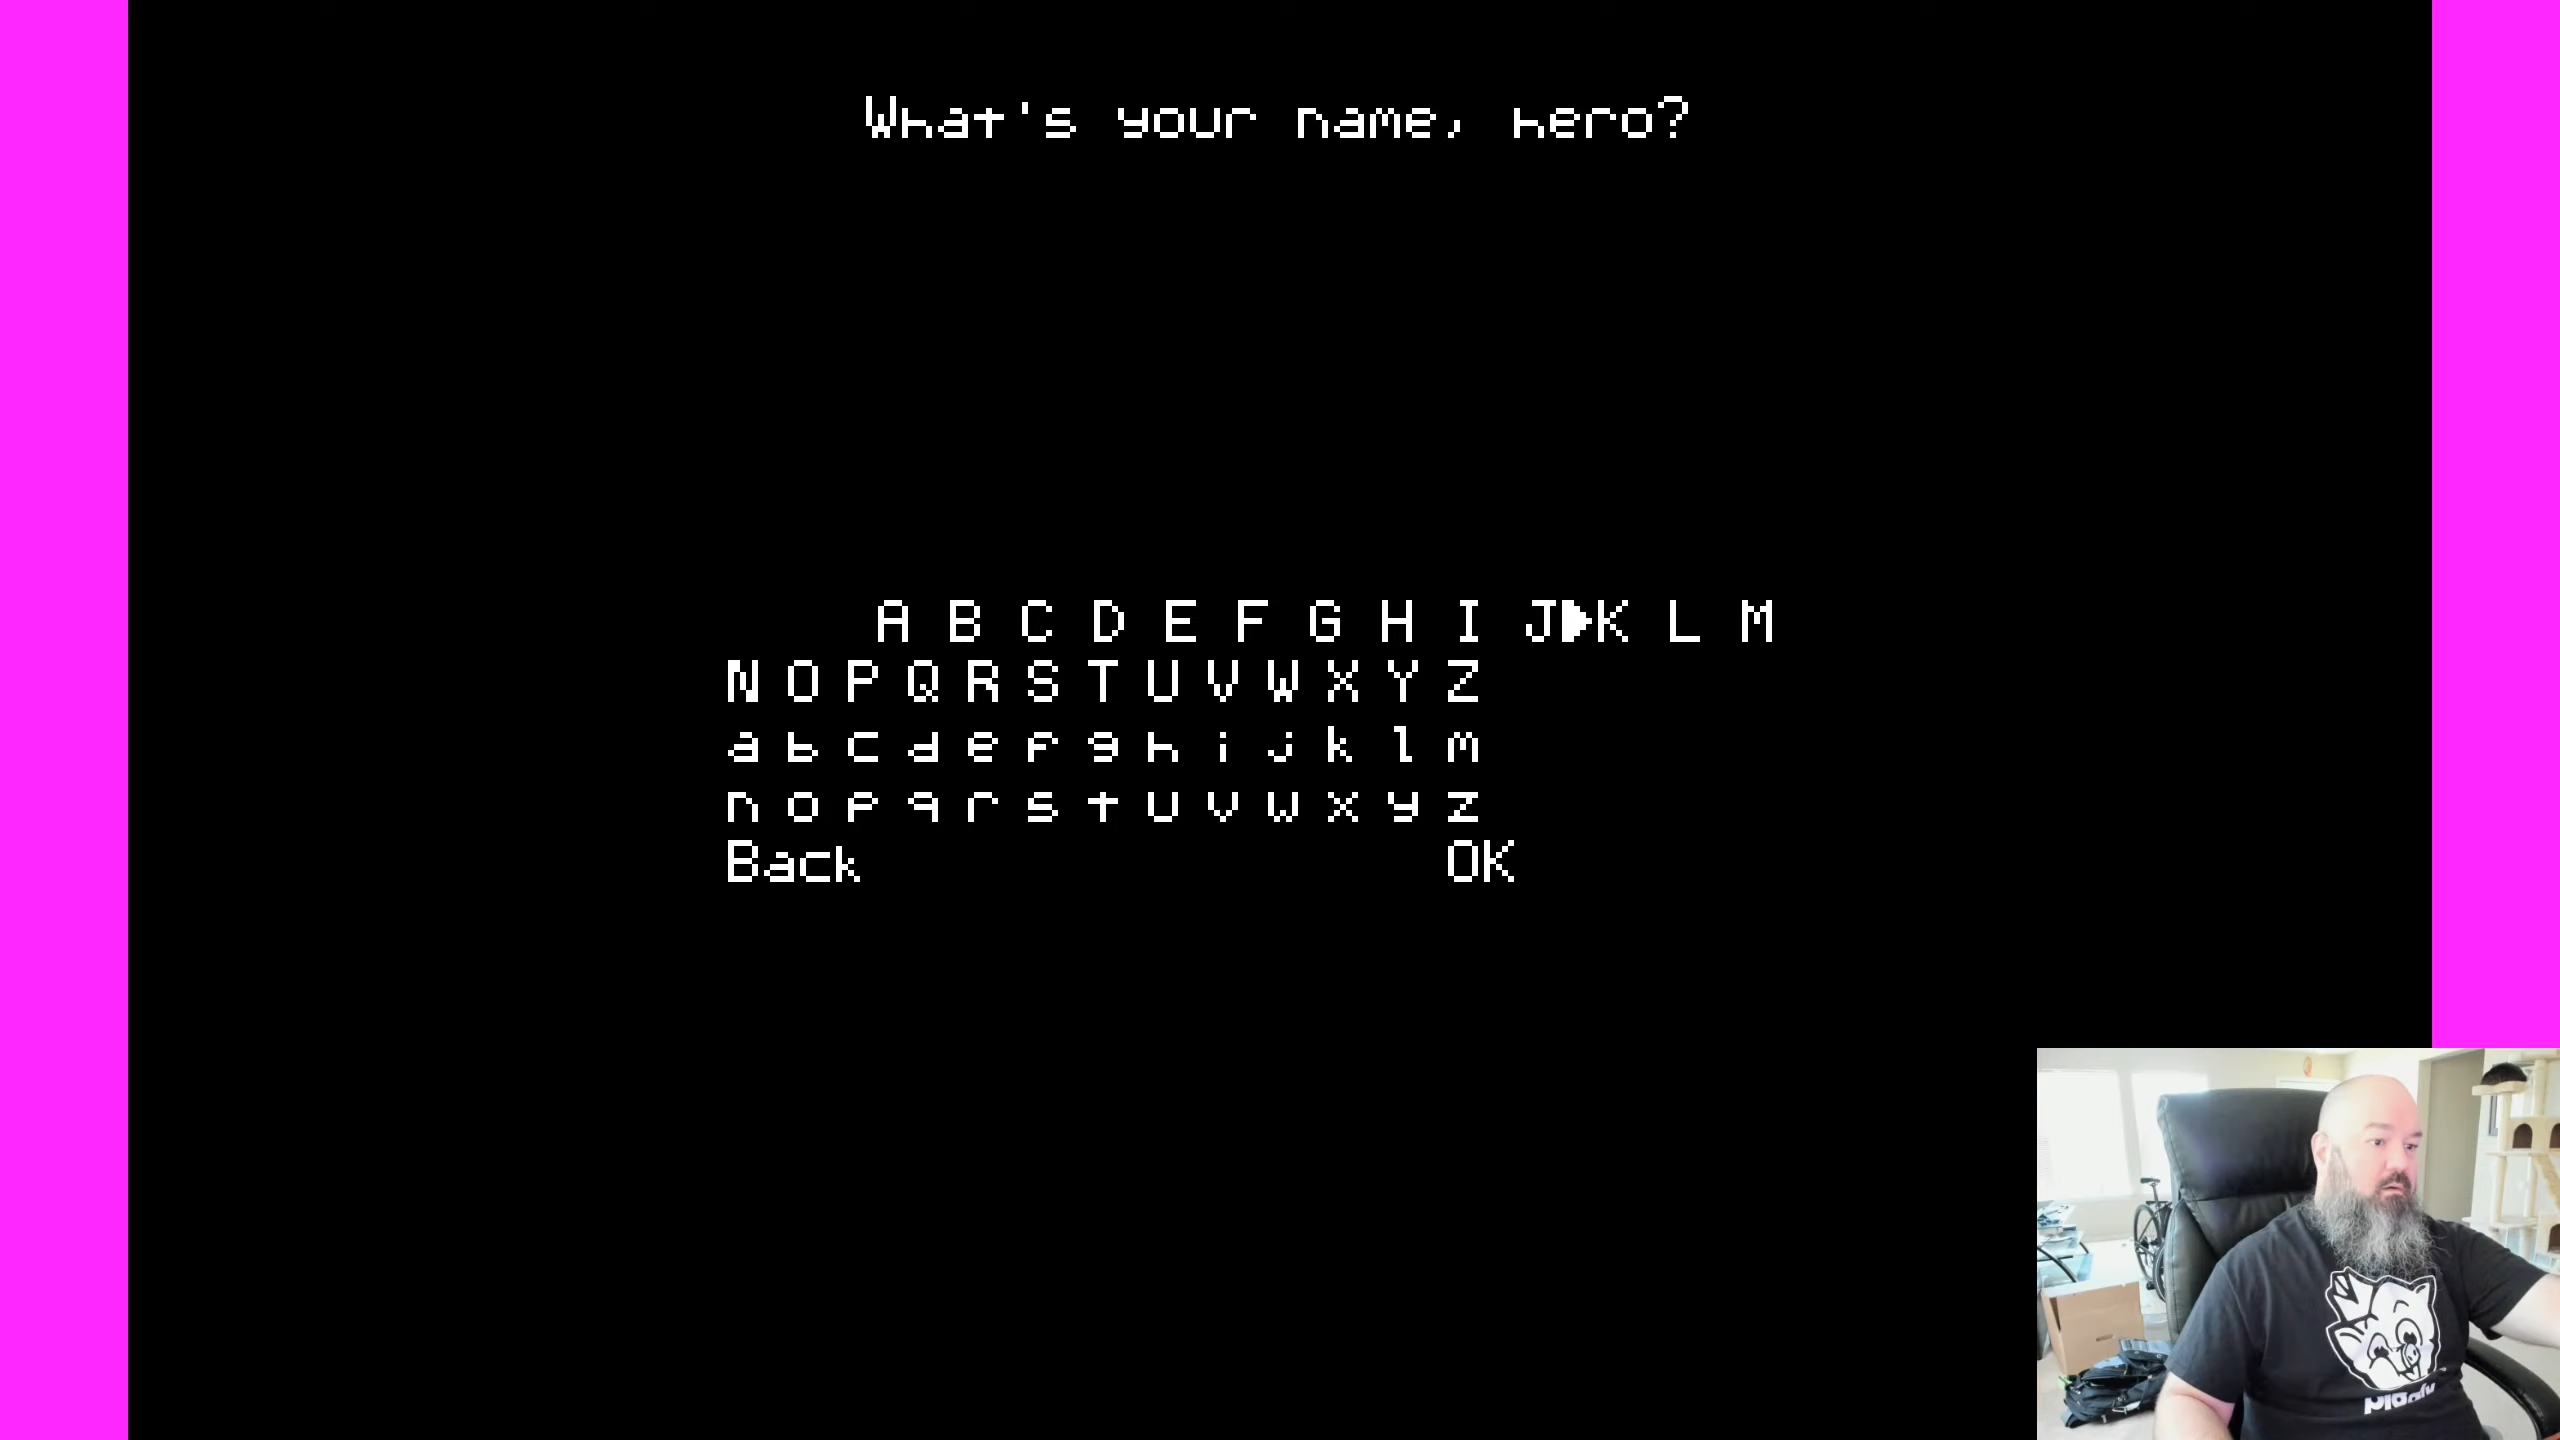 What's your name, hero?
A B C D E F G H I J K L M
N O P Q R S T U V W X Y Z
a b c d e f g h i j k l m
n o p q r s t u v w x y z
Back OK